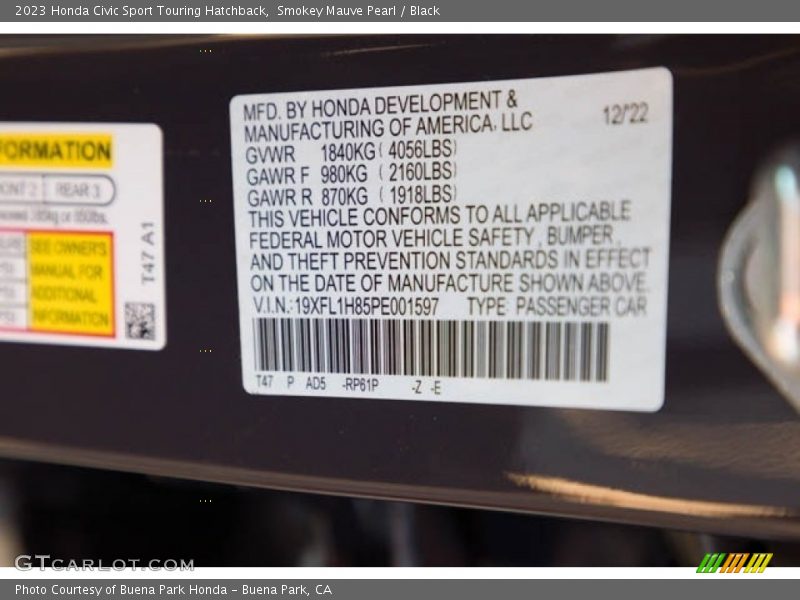 2023 Honda Civic Sport Touring Hatchback,  Smokey Mauve Pearl / Black
MFD. BY HONDA DEVELOPMENT &
MANUFACTURING OF AMERICA, LLC
12/'22
GVWR 1840KG ( 4056LBS)
GAWR F 980KG ( 2160LBS)
GAWR R 870KG ( 1918LBS)
THIS VEHICLE CONFORMS TO ALL APPLICABLE
FEDERAL MOTOR VEHICLE SAFETY , BUMPER ,
AND THEFT PREVENTION STANDARDS IN EFFECT
ON THE DATE OF MANUFACTURE SHOWN ABOVE.
V.I.N.:19XFL1H85PE001597 TYPE: PASSENGER CAR
T47 P AD5 -RP61P -Z -E
FORMATION
REAR 3
SEE OWNER'S
MANUAL FOR
ADDITIONAL
INFORMATION
T47 A1
GTCARLOT.COM
Photo Courtesy of Buena Park Honda – Buena Park, CA